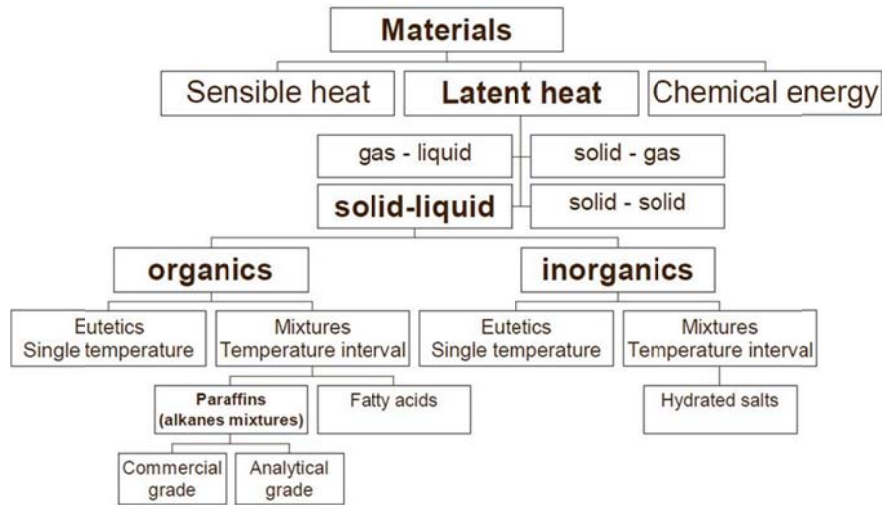 Materials
Sensible heat
Latent heat
Chemical energy
gas - liquid
solid - gas
solid-liquid
solid - solid
organics
inorganics
Eutetics
Single temperature
Mixtures
Temperature interval
Eutetics
Single temperature
Mixtures
Temperature interval
Paraffins
(alkanes mixtures)
Fatty acids
Hydrated salts
Commercial
grade
Analytical
grade